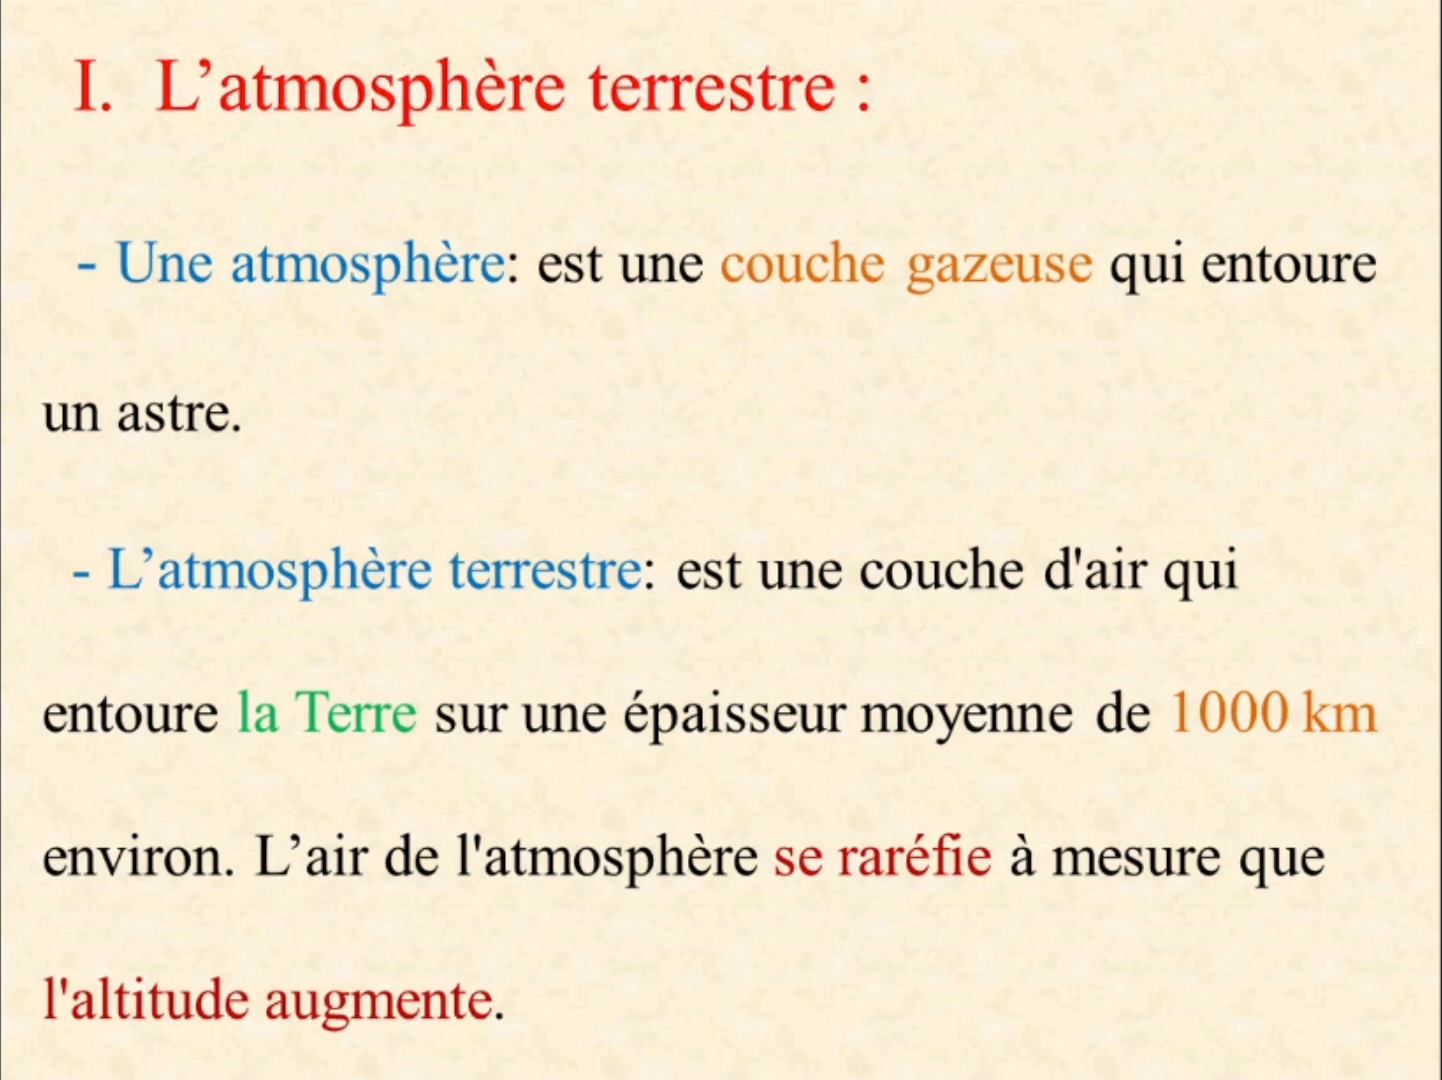 I. L’atmosphère terrestre :
- Une atmosphère: est une couche gazeuse qui entoure
un astre.
- L’atmosphère terrestre: est une couche d'air qui
entoure la Terre sur une épaisseur moyenne de 1000 km
environ. L’air de l'atmosphère se raréfie à mesure que
l'altitude augmente.